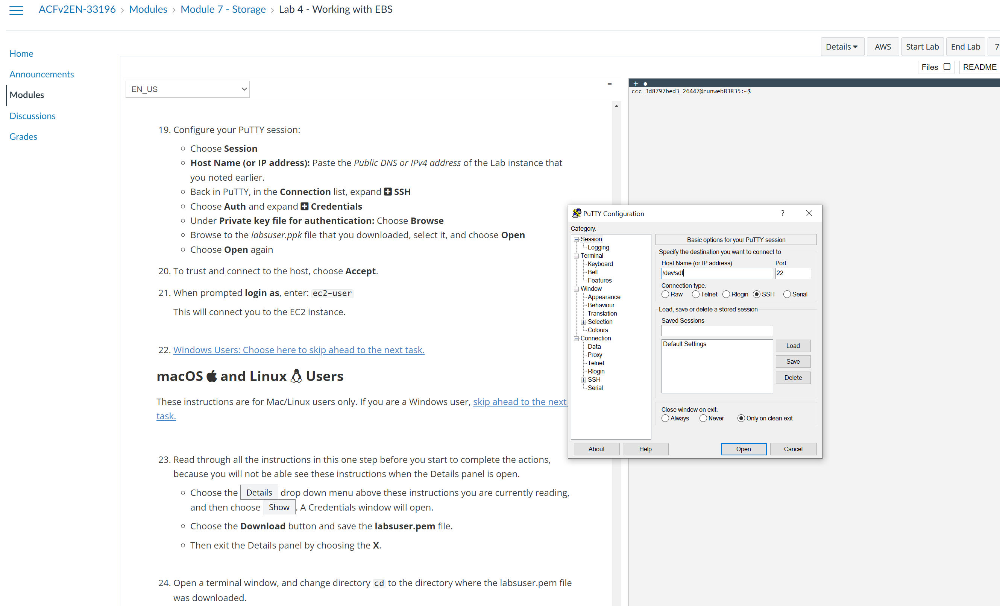 ACFv2EN-33196 › Modules › Module 7 - Storage › Lab 4 - Working with EBS
Home
Announcements
Modules
Discussions
Grades
Details
AWS
Start Lab
End Lab
7
Files
README
EN_US
ccc_3d8797bed3_26447@runweb83835:~$
19. Configure your PuTTY session:
Choose Session
Host Name (or IP address): Paste the Public DNS or IPv4 address of the Lab instance that
you noted earlier.
Back in PuTTY, in the Connection list, expand SSH
Choose Auth and expand Credentials
Under Private key file for authentication: Choose Browse
Browse to the labsuser.ppk file that you downloaded, select it, and choose Open
Choose Open again
20. To trust and connect to the host, choose Accept.
21. When prompted login as, enter: ec2-user
This will connect you to the EC2 instance.
22. Windows Users: Choose here to skip ahead to the next task.
macOS and Linux Users
These instructions are for Mac/Linux users only. If you are a Windows user, skip ahead to the next
task.
23. Read through all the instructions in this one step before you start to complete the actions,
because you will not be able see these instructions when the Details panel is open.
Choose the Details drop down menu above these instructions you are currently reading,
and then choose Show . A Credentials window will open.
Choose the Download button and save the labsuser.pem file.
Then exit the Details panel by choosing the X.
24. Open a terminal window, and change directory cd to the directory where the labsuser.pem file
was downloaded.
PuTTY Configuration
?
Category:
Session
Logging
Terminal
Keyboard
Bell
Features
Window
Appearance
Behaviour
Translation
Selection
Colours
Connection
Data
Proxy
Telnet
Rlogin
SSH
Serial
Basic options for your PuTTY session
Specify the destination you want to connect to
Host Name (or IP address) Port
/dev/sdf 22
Connection type:
Raw Telnet Rlogin SSH Serial
Load, save or delete a stored session
Saved Sessions
Default Settings
Load
Save
Delete
Close window on exit:
Always Never Only on clean exit
About
Help
Open
Cancel